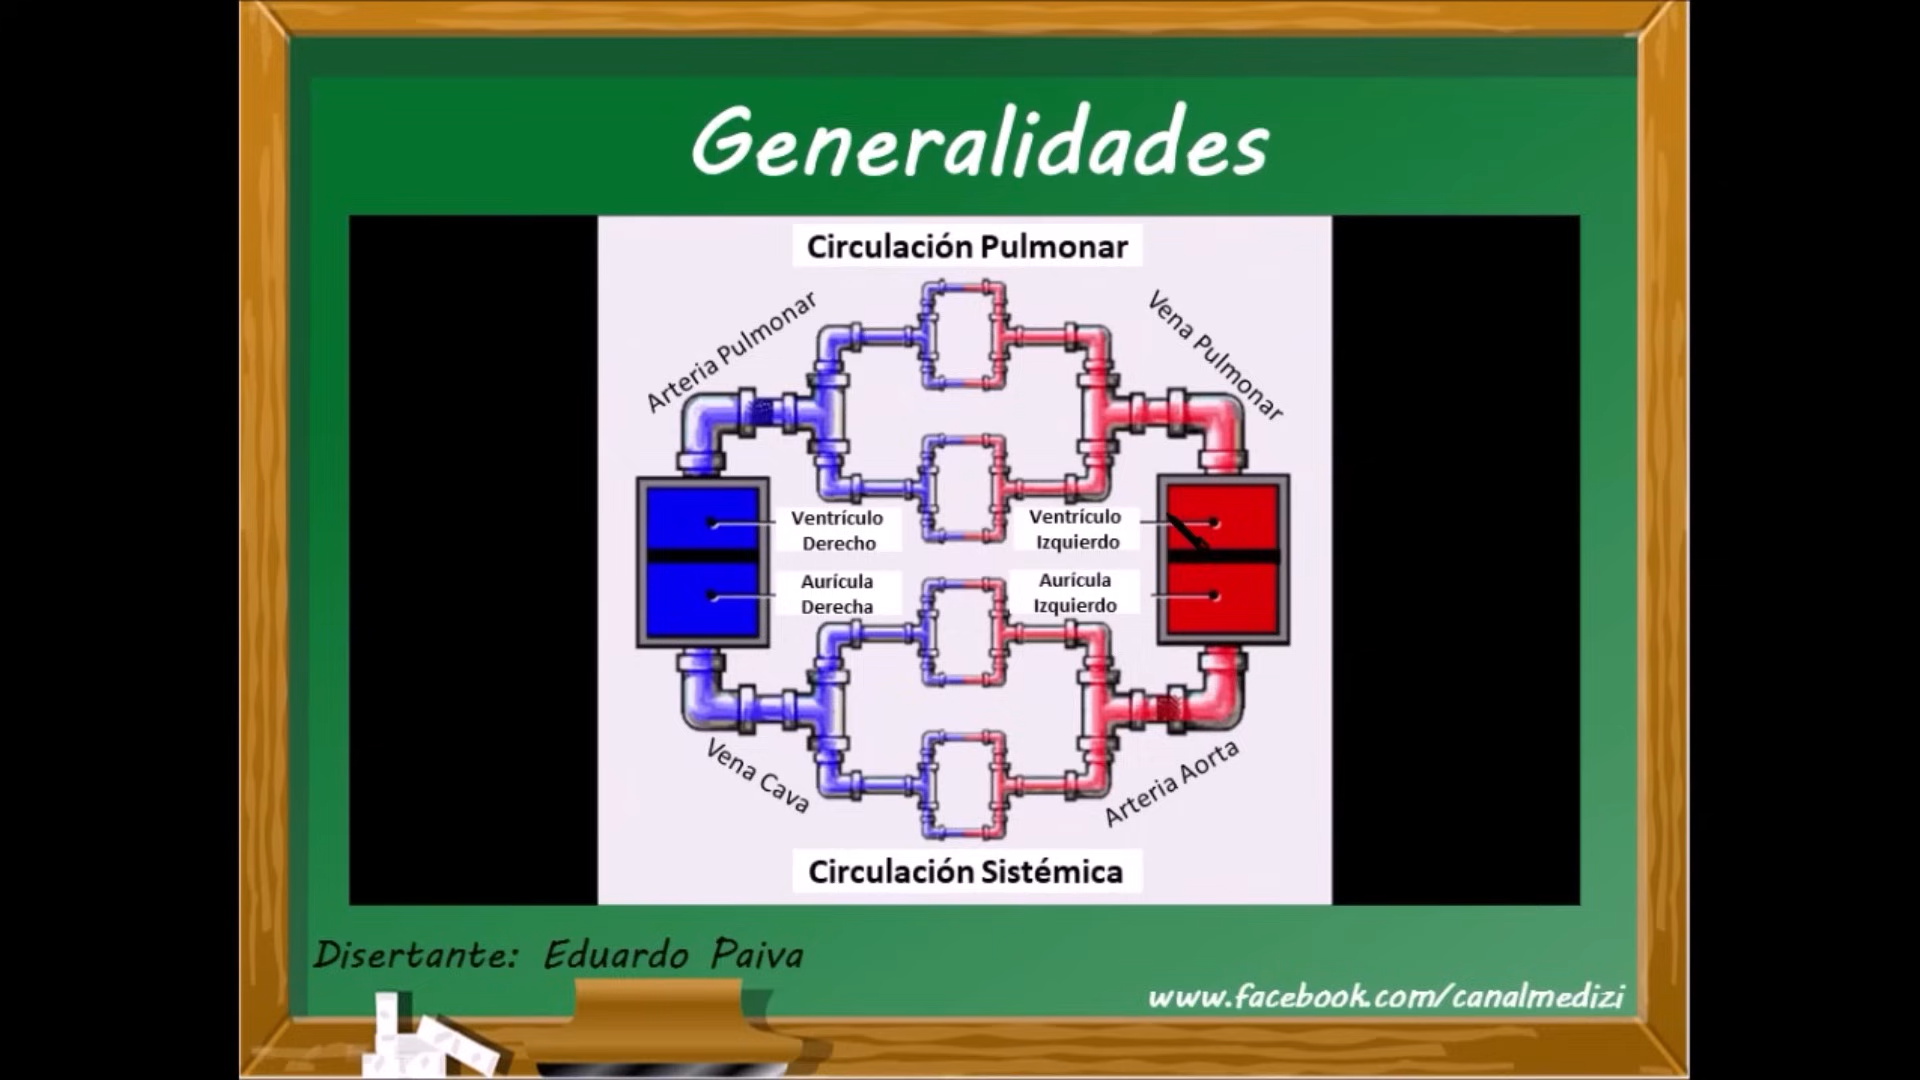 Generalidades
Circulación Pulmonar
Arteria Pulmonar
Vena Pulmonar
Ventrículo
Derecho
Ventrículo
Izquierdo
Aurícula
Derecha
Aurícula
Izquierdo
Vena Cava
Arteria Aorta
Circulación Sistémica
Disertante: Eduardo Paiva
www.facebook.com/canalmedizi